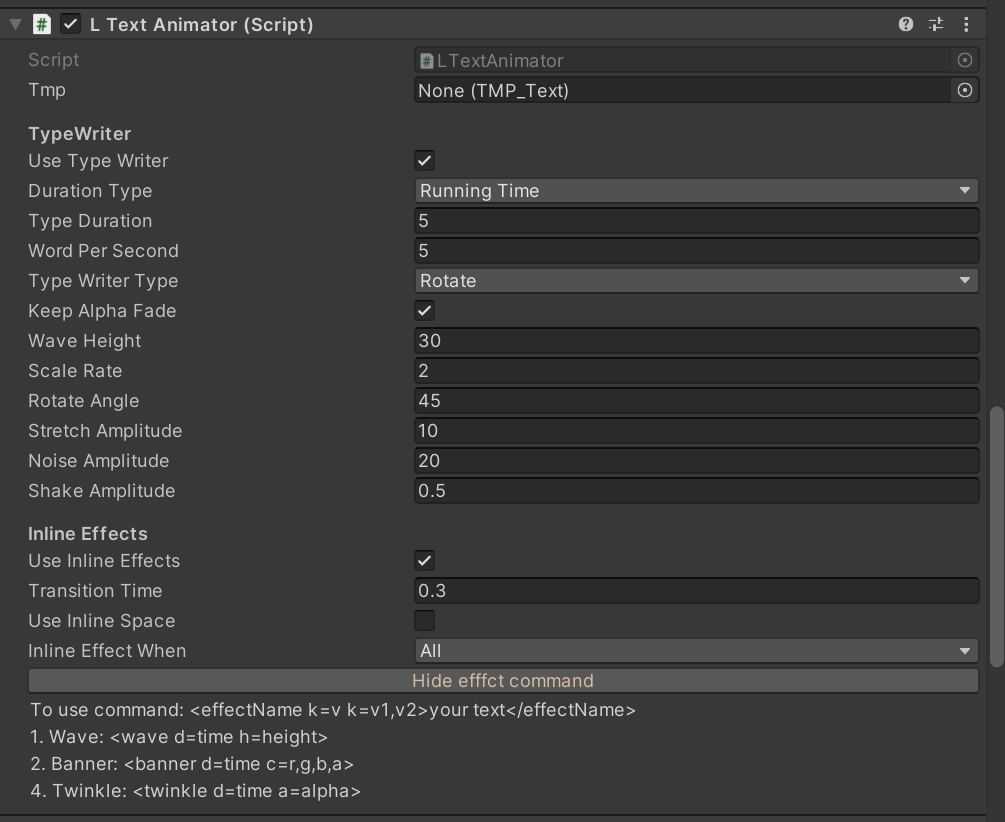 L Text Animator (Script)
Script LTextAnimator
Tmp None (TMP_Text)
TypeWriter
Use Type Writer
Duration Type Running Time
Type Duration 5
Word Per Second 5
Type Writer Type Rotate
Keep Alpha Fade
Wave Height 30
Scale Rate 2
Rotate Angle 45
Stretch Amplitude 10
Noise Amplitude 20
Shake Amplitude 0.5
Inline Effects
Use Inline Effects
Transition Time 0.3
Use Inline Space
Inline Effect When All
Hide efffct command
To use command: <effectName k=v k=v1,v2>your text</effectName>
1. Wave: <wave d=time h=height>
2. Banner: <banner d=time c=r,g,b,a>
4. Twinkle: <twinkle d=time a=alpha>